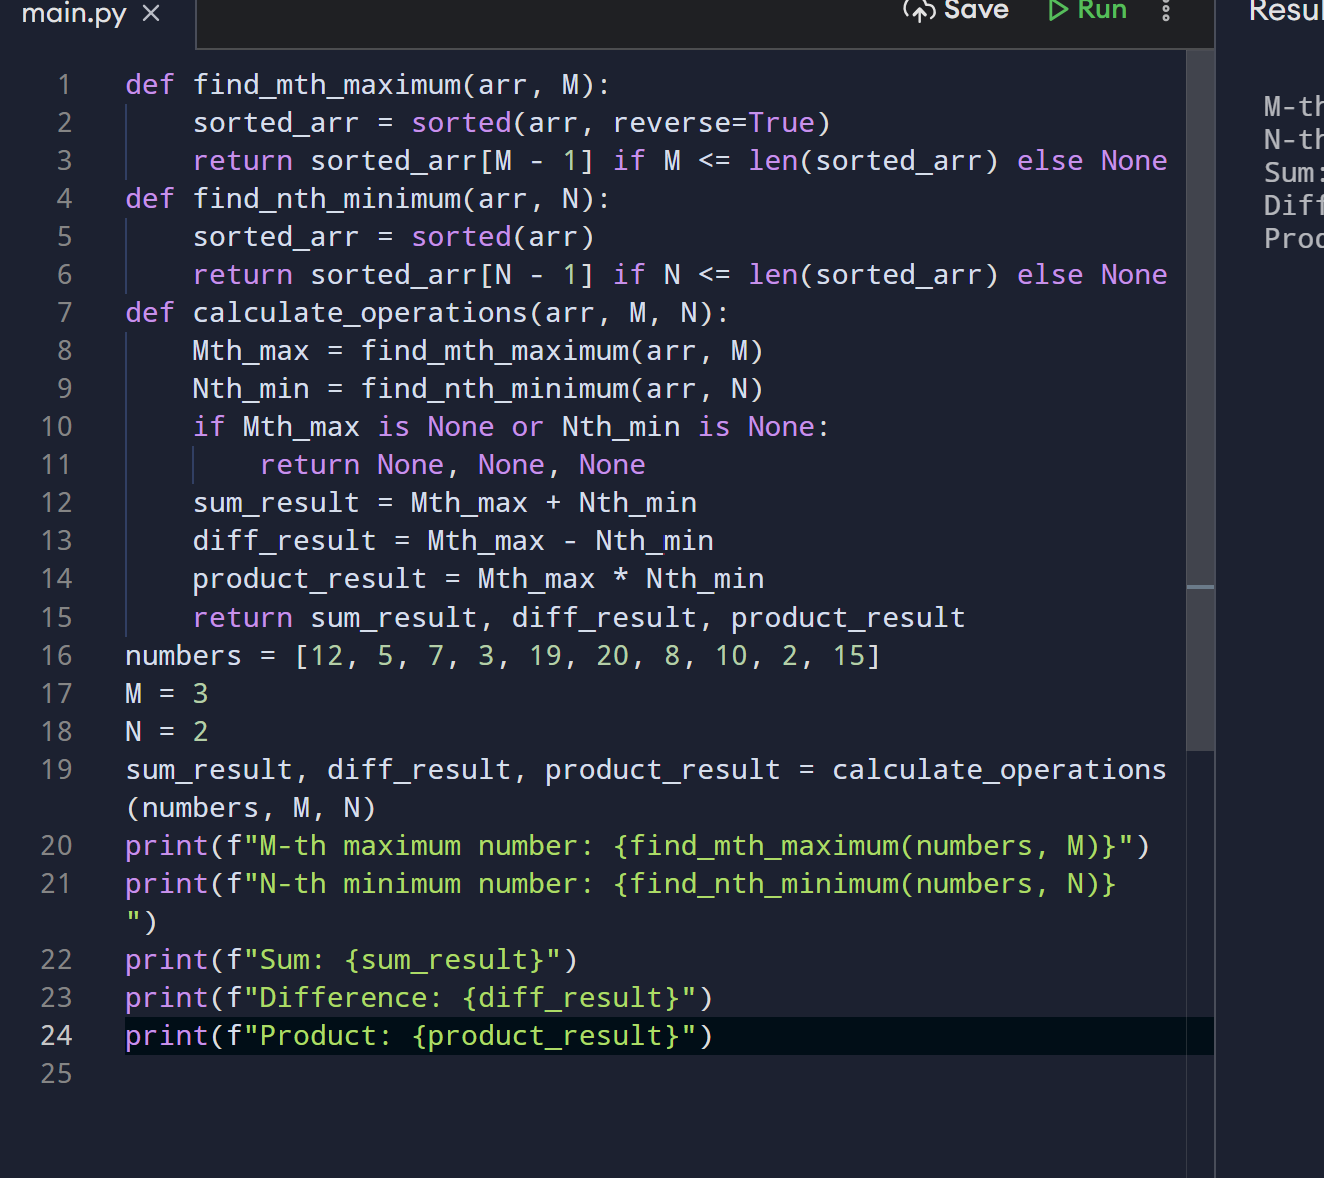 main.py ×
Save
Run
1 def find_mth_maximum(arr, M):
2 sorted_arr = sorted(arr, reverse=True)
3 return sorted_arr[M - 1] if M <= len(sorted_arr) else None
4 def find_nth_minimum(arr, N):
5 sorted_arr = sorted(arr)
6 return sorted_arr[N - 1] if N <= len(sorted_arr) else None
7 def calculate_operations(arr, M, N):
8 Mth_max = find_mth_maximum(arr, M)
9 Nth_min = find_nth_minimum(arr, N)
10 if Mth_max is None or Nth_min is None:
11 return None, None, None
12 sum_result = Mth_max + Nth_min
13 diff_result = Mth_max - Nth_min
14 product_result = Mth_max * Nth_min
15 return sum_result, diff_result, product_result
16 numbers = [12, 5, 7, 3, 19, 20, 8, 10, 2, 15]
17 M = 3
18 N = 2
19 sum_result, diff_result, product_result = calculate_operations
(numbers, M, N)
20 print(f"M-th maximum number: {find_mth_maximum(numbers, M)}")
21 print(f"N-th minimum number: {find_nth_minimum(numbers, N)}
")
22 print(f"Sum: {sum_result}")
23 print(f"Difference: {diff_result}")
24 print(f"Product: {product_result}")
25
M-th
N-th
Sum: